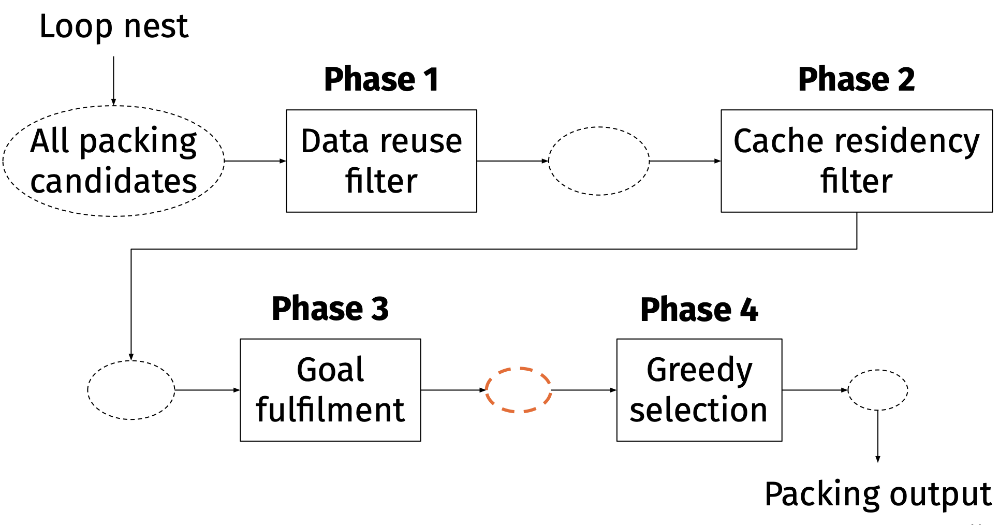 Loop nest
Phase 1
Phase 2
All packing
candidates
Data reuse
filter
Cache residency
filter
Phase 3
Phase 4
Goal
fulfilment
Greedy
selection
Packing output